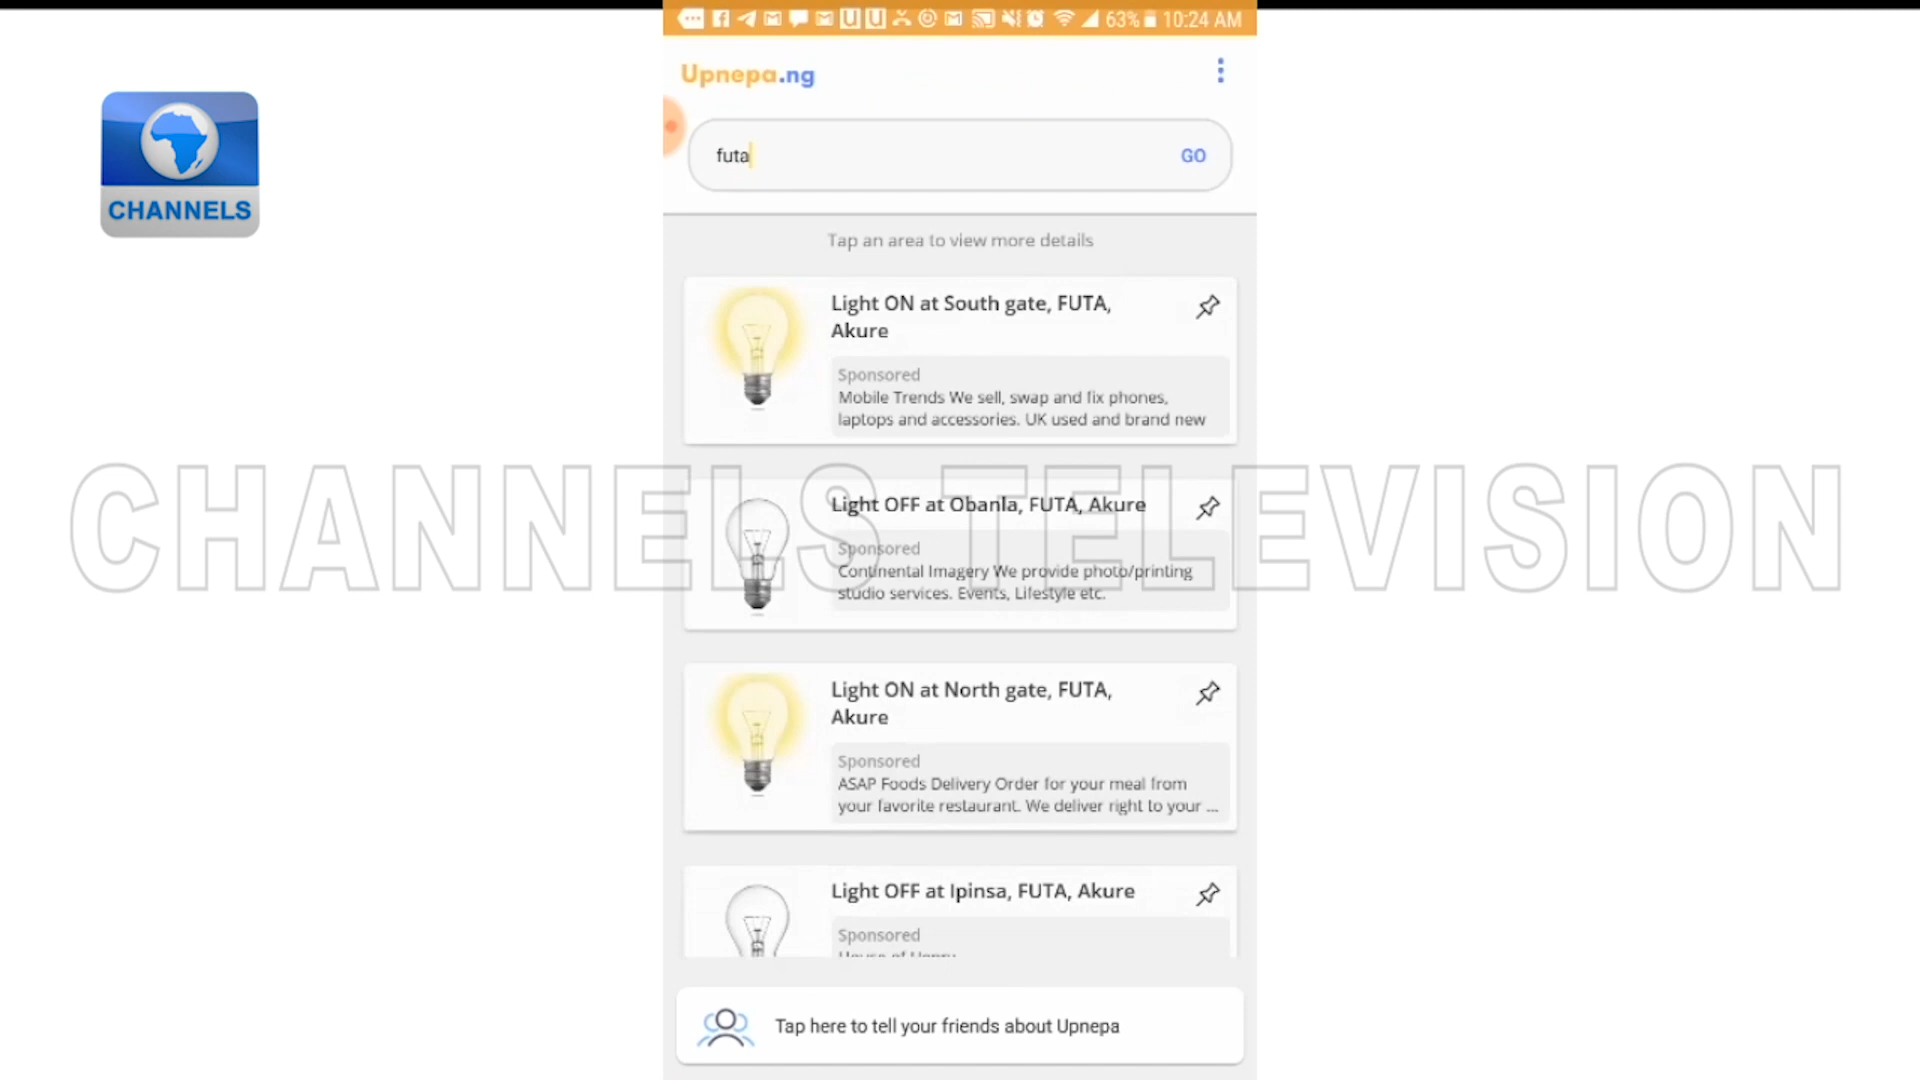 63% 10:24 AM
Upnepa.ng
futa GO
CHANNELS
Tap an area to view more details
Light ON at South gate, FUTA,
Akure
Sponsored
Mobile Trends We sell, swap and fix phones,
laptops and accessories. UK used and brand new
CHANNELS TELEVISION
Light OFF at Obanla, FUTA, Akure
Sponsored
Continental Imagery We provide photo/printing
studio services. Events, Lifestyle etc.
Light ON at North gate, FUTA,
Akure
Sponsored
ASAP Foods Delivery Order for your meal from
your favorite restaurant. We deliver right to your ...
Light OFF at Ipinsa, FUTA, Akure
Sponsored
Tap here to tell your friends about Upnepa